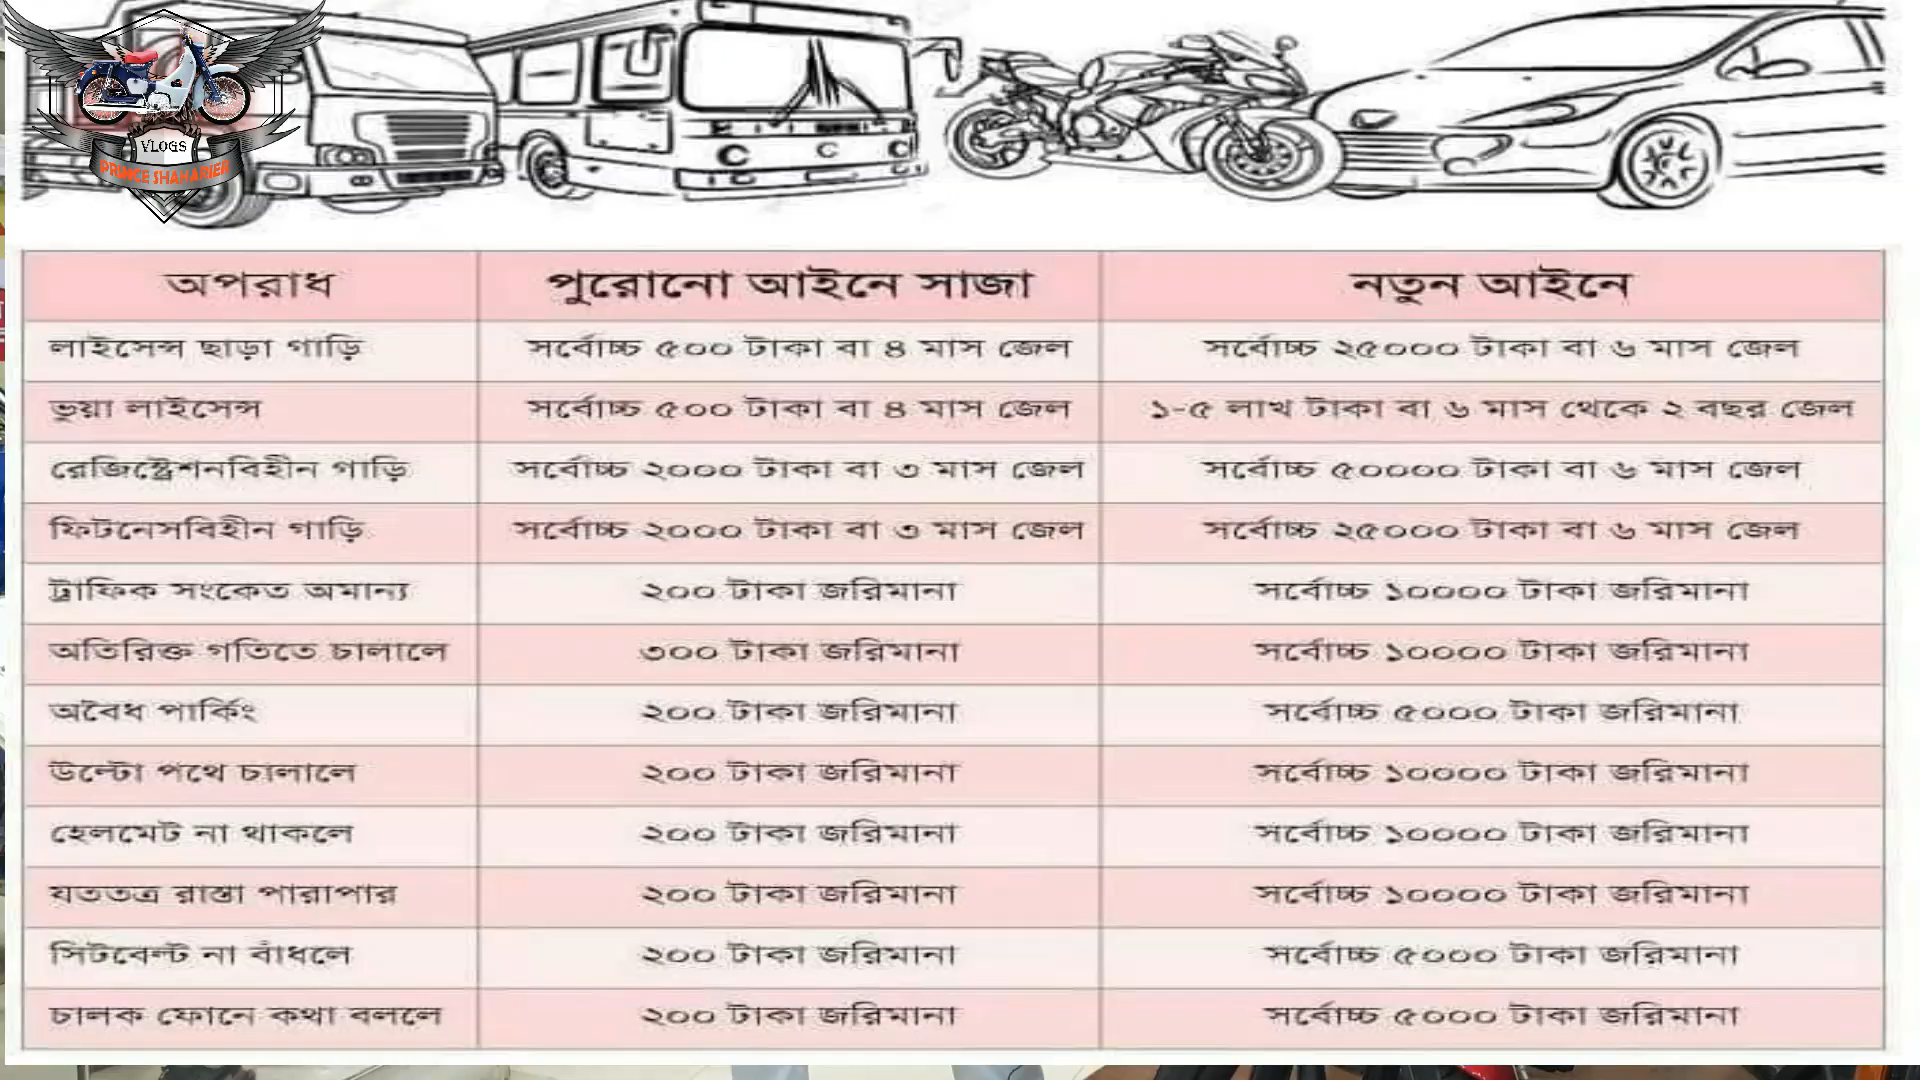 VLOGS
PRINCE SHAHARIER
অপরাধ পুরোনো আইনে সাজা নতুন আইনে
লাইসেন্স ছাড়া গাড়ি সর্বোচ্চ ৫০০ টাকা বা ৪ মাস জেল সর্বোচ্চ ২৫০০০ টাকা বা ৬ মাস জেল
ভুয়া লাইসেন্স সর্বোচ্চ ৫০০ টাকা বা ৪ মাস জেল ১-৫ লাখ টাকা বা ৬ মাস থেকে ২ বছর জেল
রেজিস্ট্রেশনবিহীন গাড়ি সর্বোচ্চ ২০০০ টাকা বা ৩ মাস জেল সর্বোচ্চ ৫০০০০ টাকা বা ৬ মাস জেল
ফিটনেসবিহীন গাড়ি সর্বোচ্চ ২০০০ টাকা বা ৩ মাস জেল সর্বোচ্চ ২৫০০০ টাকা বা ৬ মাস জেল
ট্রাফিক সংকেত অমান্য ২০০ টাকা জরিমানা সর্বোচ্চ ১০০০০ টাকা জরিমানা
অতিরিক্ত গতিতে চালালে ৩০০ টাকা জরিমানা সর্বোচ্চ ১০০০০ টাকা জরিমানা
অবৈধ পার্কিং ২০০ টাকা জরিমানা সর্বোচ্চ ৫০০০ টাকা জরিমানা
উল্টো পথে চালালে ২০০ টাকা জরিমানা সর্বোচ্চ ১০০০০ টাকা জরিমানা
হেলমেট না থাকলে ২০০ টাকা জরিমানা সর্বোচ্চ ১০০০০ টাকা জরিমানা
যততত্র রাস্তা পারাপার ২০০ টাকা জরিমানা সর্বোচ্চ ১০০০০ টাকা জরিমানা
সিটবেল্ট না বাঁধলে ২০০ টাকা জরিমানা সর্বোচ্চ ৫০০০ টাকা জরিমানা
চালক ফোনে কথা বললে ২০০ টাকা জরিমানা সর্বোচ্চ ৫০০০ টাকা জরিমানা